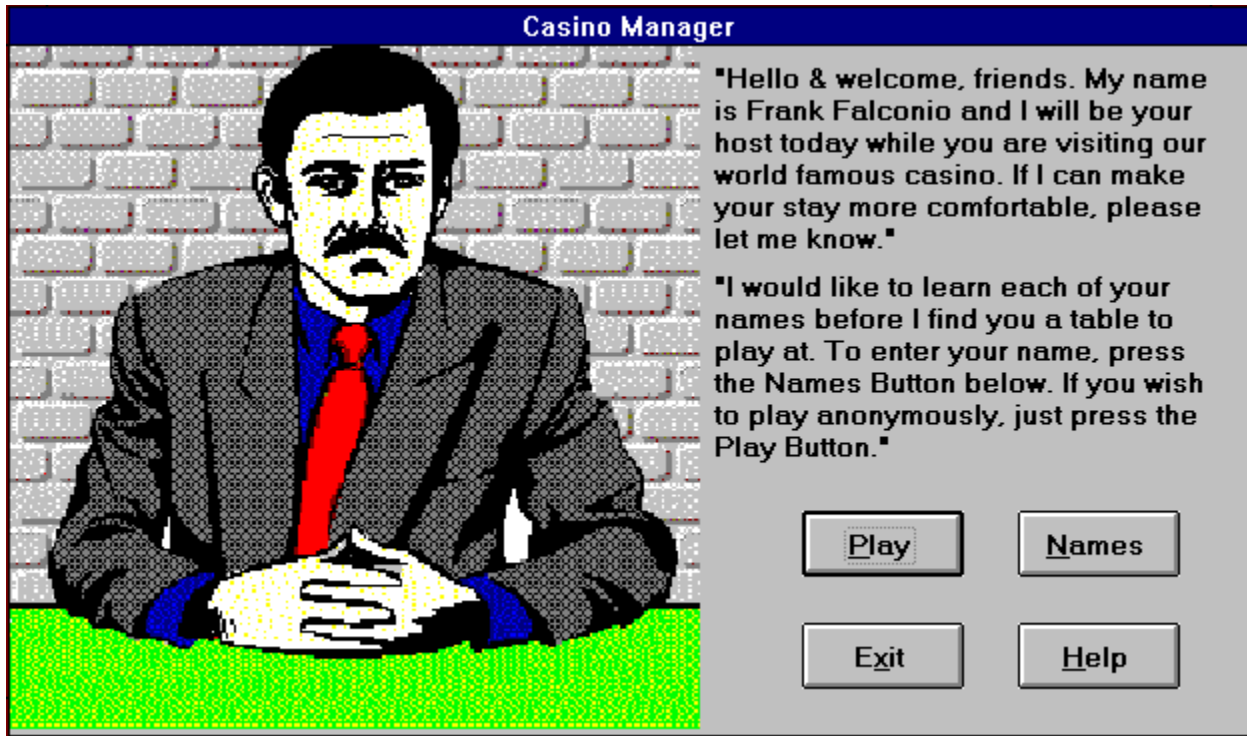 Casino Manager
"Hello & welcome, friends. My name
is Frank Falconio and I will be your
host today while you are visiting our
world famous casino. If I can make
your stay more comfortable, please
let me know."
"I would like to learn each of your
names before I find you a table to
play at. To enter your name, press
the Names Button below. If you wish
to play anonymously, just press the
Play Button."
Play Names
Exit Help